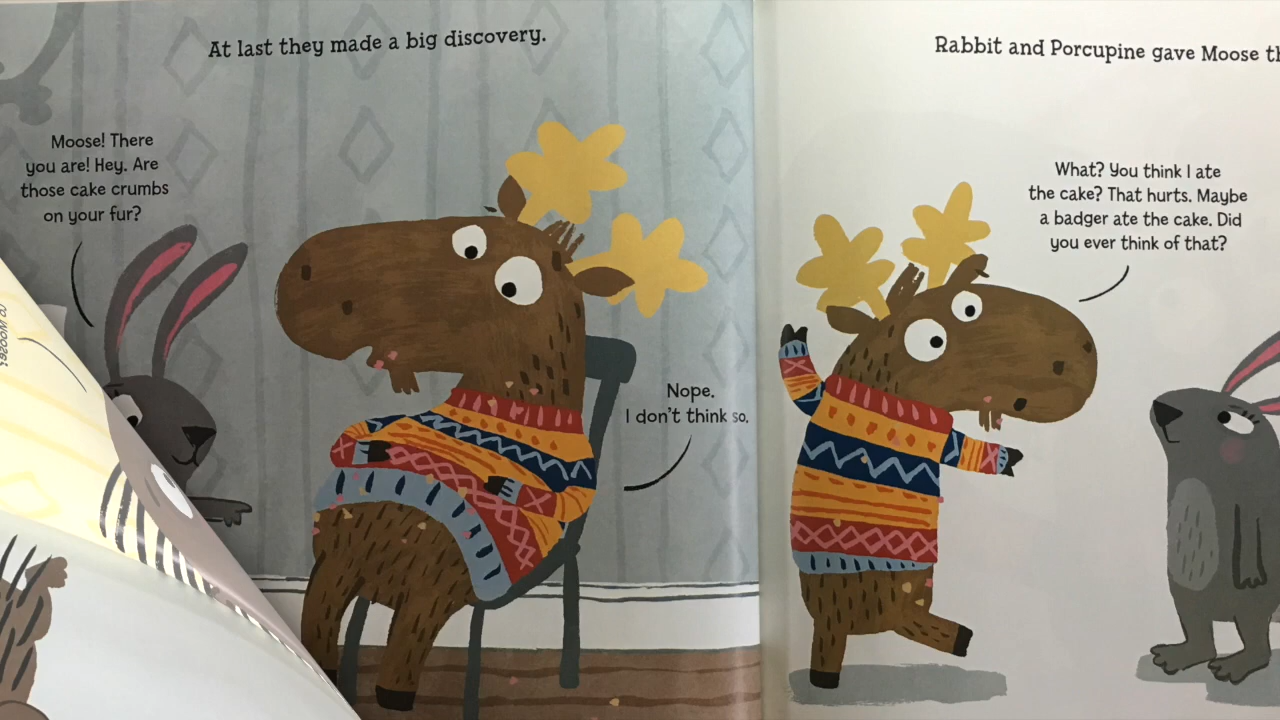 At last they made a big discovery.
Moose! There
you are! Hey. Are
those cake crumbs
on your fur?
Nope.
I don't think so.
Rabbit and Porcupine gave Moose
What? You think I ate
the cake? That hurts. Maybe
a badger ate the cake. Did
you ever think of that?